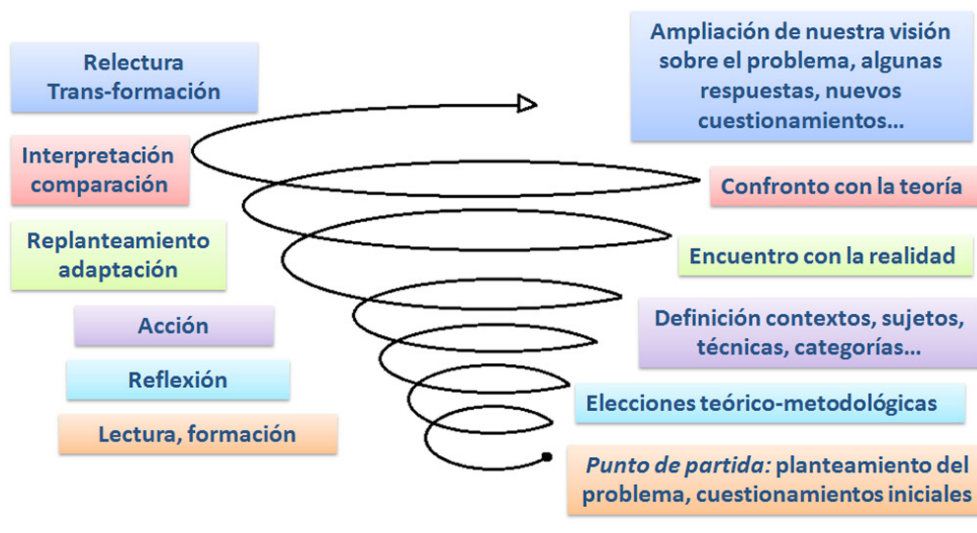 Relectura
Trans-formación
Interpretación
comparación
Replanteamiento
adaptación
Acción
Reflexión
Lectura, formación
Ampliación de nuestra visión
sobre el problema, algunas
respuestas, nuevos
cuestionamientos...
Confronto con la teoría
Encuentro con la realidad
Definición contextos, sujetos,
técnicas, categorías...
Elecciones teórico-metodológicas
Punto de partida: planteamiento del
problema, cuestionamientos iniciales